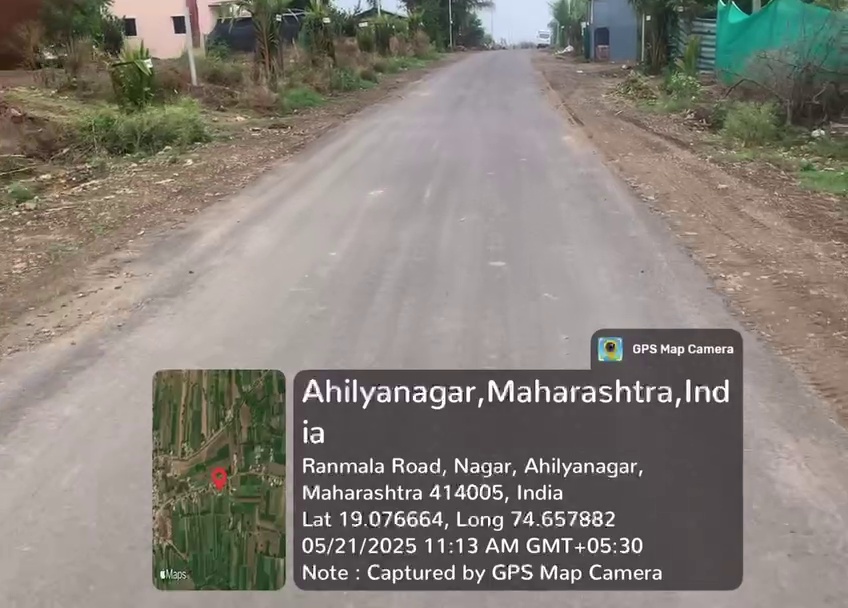 GPS Map Camera
Ahilyanagar,Maharashtra,Ind
ia
Ranmala Road, Nagar, Ahilyanagar,
Maharashtra 414005, India
Lat 19.076664, Long 74.657882
05/21/2025 11:13 AM GMT+05:30
Note : Captured by GPS Map Camera
Maps